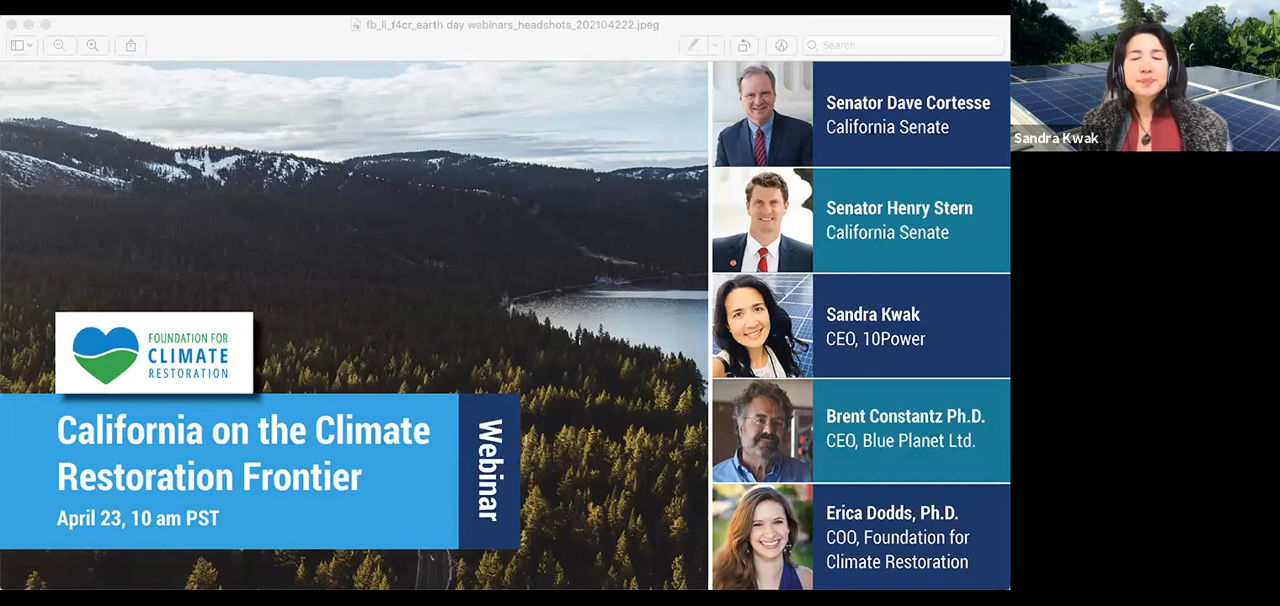 fb_li_f4cr_earth day webinars_headshots_202104222.jpeg
Search
FOUNDATION FOR
CLIMATE
RESTORATION
California on the Climate
Restoration Frontier
April 23, 10 am PST
Webinar
Senator Dave Cortesse
California Senate
Senator Henry Stern
California Senate
Sandra Kwak
CEO, 10Power
Brent Constantz Ph.D.
CEO, Blue Planet Ltd.
Erica Dodds, Ph.D.
COO, Foundation for
Climate Restoration
Sandra Kwak